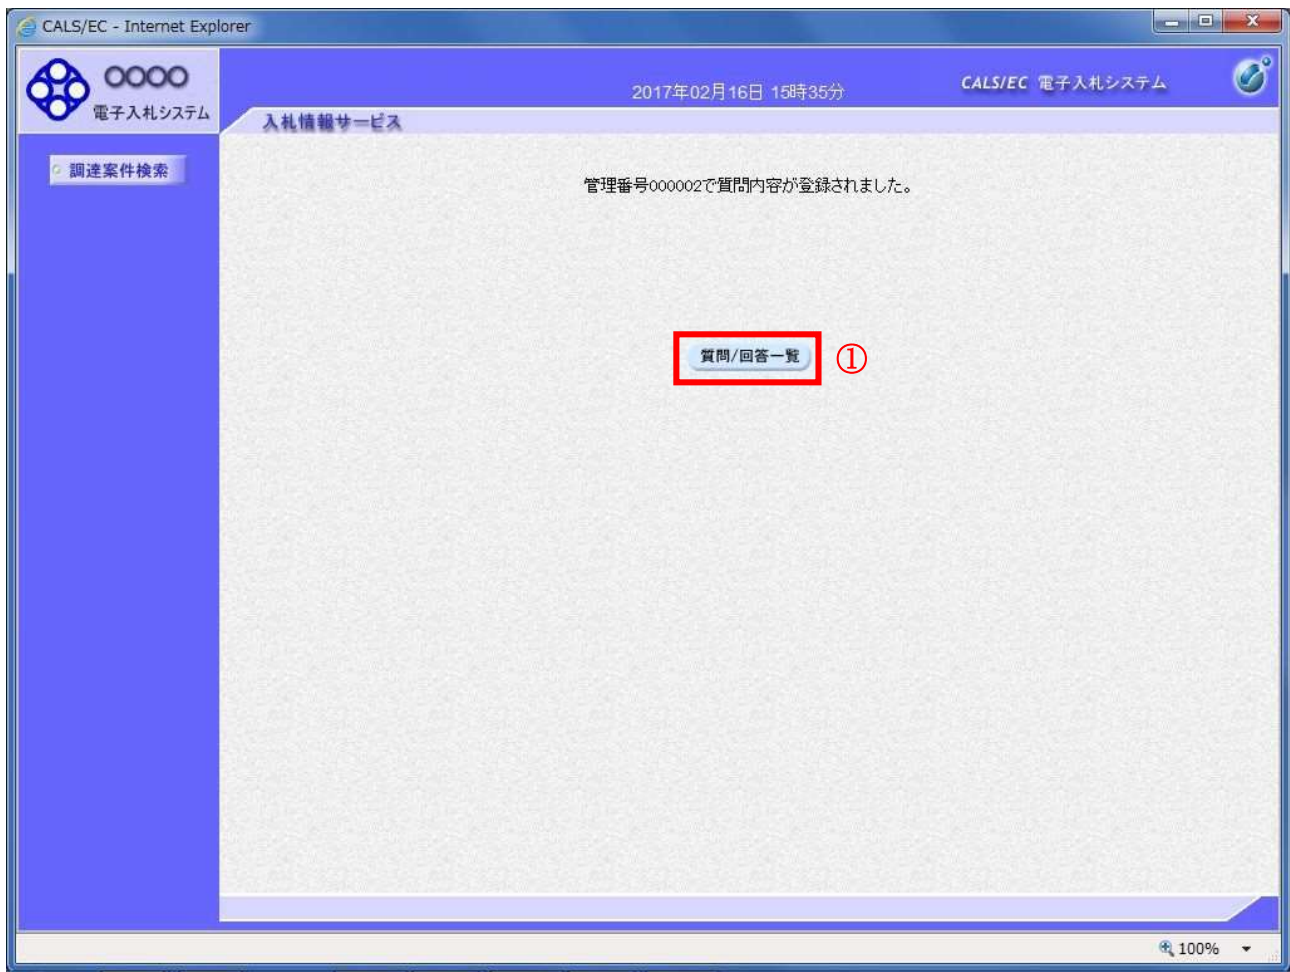 CALS/EC - Internet Explorer
○○○○
電子入札システム
2017年02月16日 15時35分
CALS/EC 電子入札システム
入札情報サービス
調達案件検索
管理番号000002で質問内容が登録されました。
質問/回答一覧
①
100%